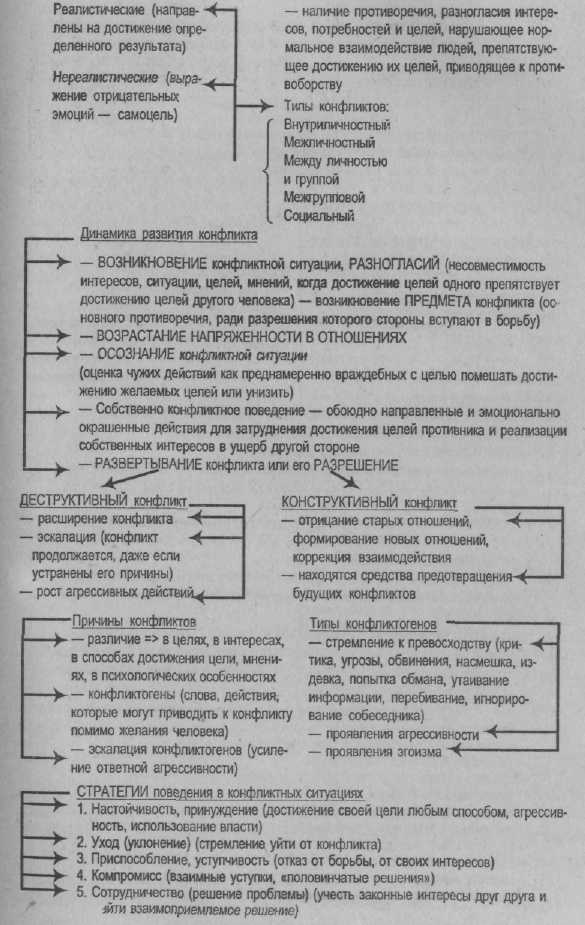 Реалистические (направ-
лены на достижение опре-
деленного результата)
Нереалистические (выра-
жение отрицательных
эмоций — самоцель)
— наличие противоречия, разногласия интере-
сов, потребностей и целей, нарушающее нор-
мальное взаимодействие людей, препятствую-
щее достижению их целей, приводящее к проти-
воборству
Типы конфликтов:
Внутриличностный
Межличностный
Между личностью
и группой
Межгрупповой
Социальный
Динамика развития конфликта
— ВОЗНИКНОВЕНИЕ конфликтной ситуации, РАЗНОГЛАСИЙ (несовместимость
интересов, ситуации, целей, мнений, когда достижение целей одного препятствует
достижению целей другого человека) — возникновение ПРЕДМЕТА конфликта (ос-
новного противоречия, ради разрешения которого стороны вступают в борьбу)
— ВОЗРАСТАНИЕ НАПРЯЖЕННОСТИ В ОТНОШЕНИЯХ
— ОСОЗНАНИЕ конфликтной ситуации
(оценка чужих действий как преднамеренно враждебных с целью помешать дости-
жению желаемых целей или унизить)
— Собственно конфликтное поведение — обоюдно направленные и эмоционально
окрашенные действия для затруднения достижения целей противника и реализации
собственных интересов в ущерб другой стороне
— РАЗВЕРТЫВАНИЕ конфликта или его РАЗРЕШЕНИЕ
ДЕСТРУКТИВНЫЙ конфликт
— расширение конфликта
— эскалация (конфликт
продолжается, даже если
устранены его причины)
— рост агрессивных действий
КОНСТРУКТИВНЫЙ конфликт
— отрицание старых отношений,
формирование новых отношений,
коррекция взаимодействия
— находятся средства предотвращения
будущих конфликтов
Причины конфликтов
— различие => в целях, в интересах,
в способах достижения цели, мнени-
ях, в психологических особенностях
— конфликтогены (слова, действия,
которые могут приводить к конфликту
помимо желания человека)
— эскалация конфликтогенов (усиле-
ние ответной агрессивности)
Типы конфликтогенов
— стремление к превосходству (кри-
тика, угрозы, обвинения, насмешка, из-
девка, попытка обмана, утаивание
информации, перебивание, игнориро-
вание собеседника)
— проявления агрессивности
— проявления эгоизма
СТРАТЕГИИ поведения в конфликтных ситуациях
1. Настойчивость, принуждение (достижение своей цели любым способом, агрессив-
ность, использование власти)
2. Уход (уклонение) (стремление уйти от конфликта)
3. Приспособление, уступчивость (отказ от борьбы, от своих интересов)
4. Компромисс (взаимные уступки, «половинчатые решения»)
5. Сотрудничество (решение проблемы) (учесть законные интересы друг друга и
йти взаимоприемлемое решение)